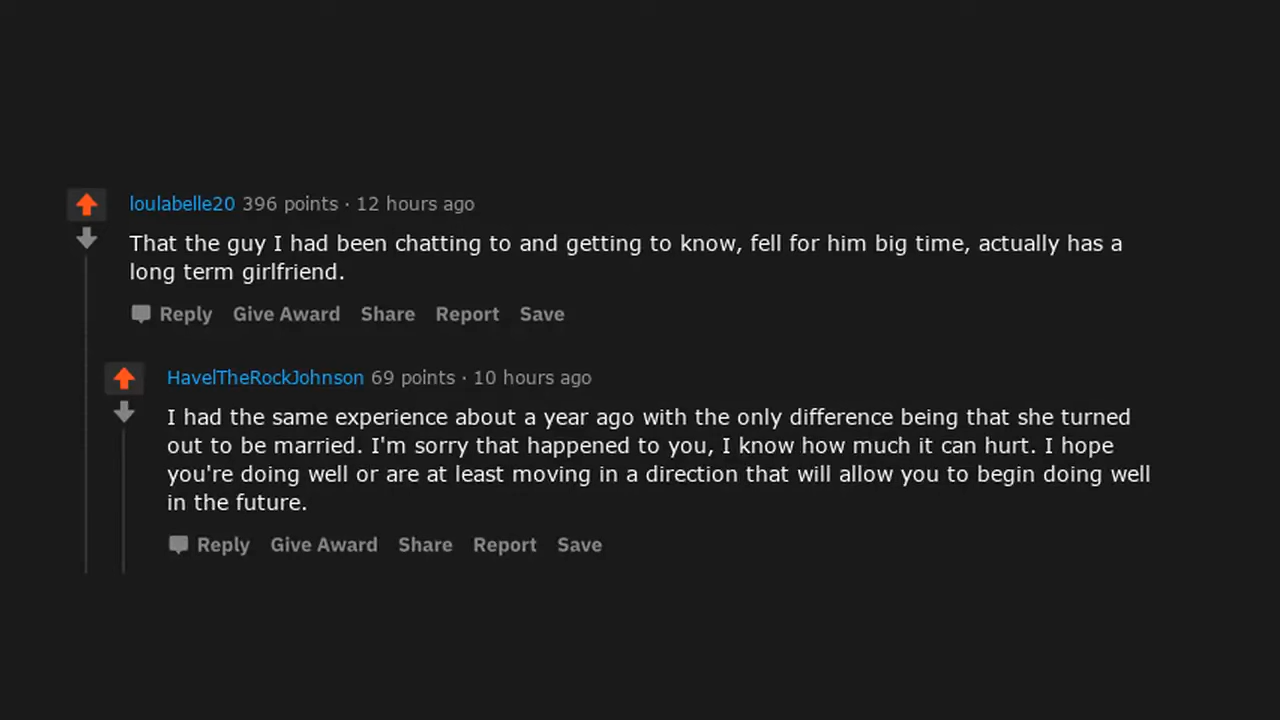 loulabelle20 396 points · 12 hours ago
That the guy I had been chatting to and getting to know, fell for him big time, actually has a
long term girlfriend.
Reply Give Award Share Report Save
HavelTheRockJohnson 69 points · 10 hours ago
I had the same experience about a year ago with the only difference being that she turned
out to be married. I'm sorry that happened to you, I know how much it can hurt. I hope
you're doing well or are at least moving in a direction that will allow you to begin doing well
in the future.
Reply Give Award Share Report Save